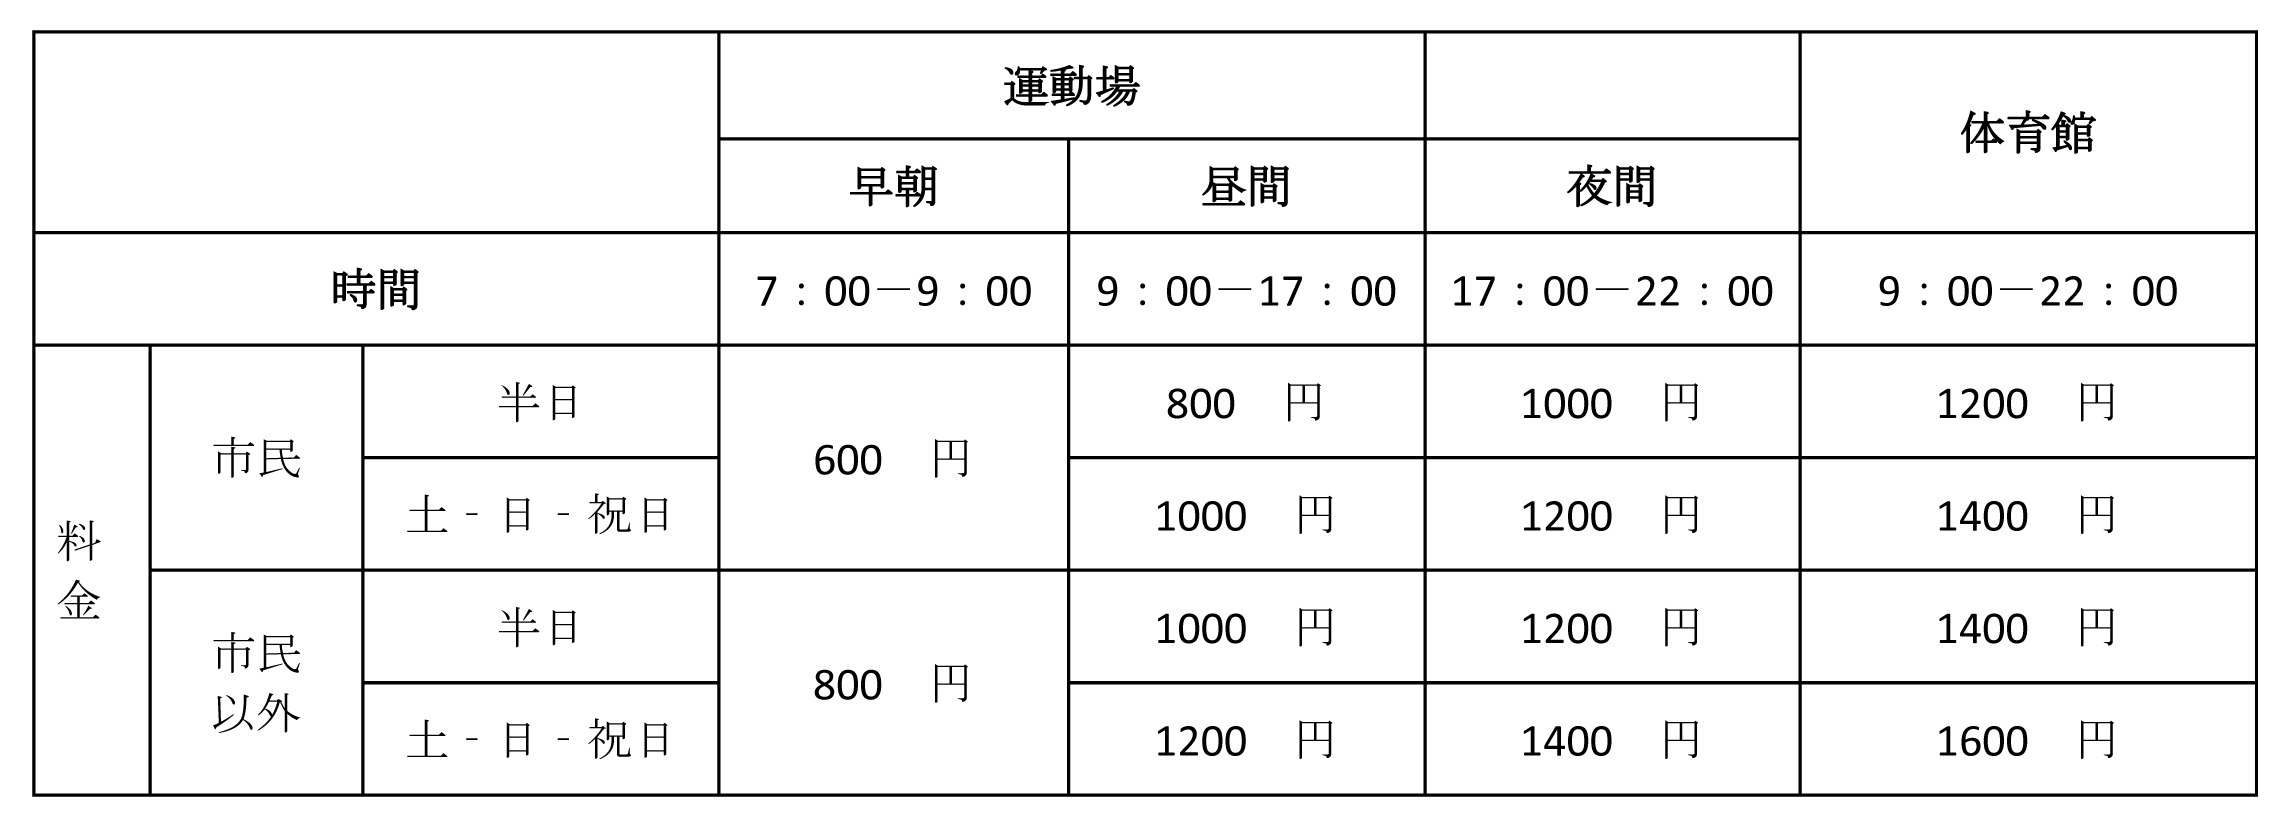 運動場
体育館
早朝 昼間 夜間
時間 7：00－9：00 9：00－17：00 17：00－22：00 9：00－22：00
料金 市民 半日 600 円 800 円 1000 円 1200 円
土‐日‐祝日 1000 円 1200 円 1400 円
市民以外 半日 800 円 1000 円 1200 円 1400 円
土‐日‐祝日 1200 円 1400 円 1600 円